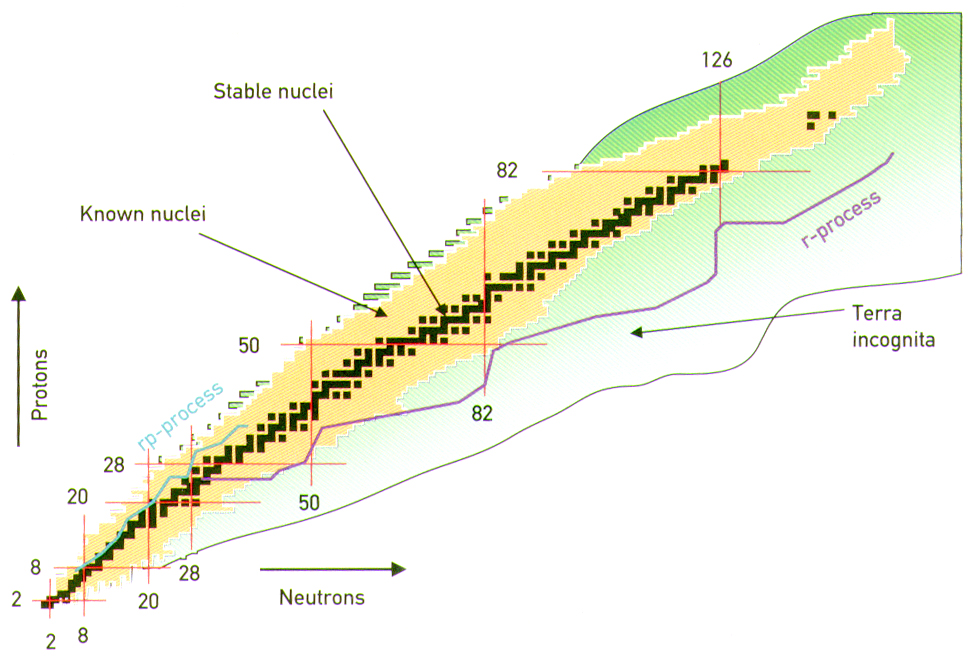 126
Stable nuclei
82
Known nuclei
r-process
Terra
incognita
50
Protons
rp-process
82
28
20
50
8
28
Neutrons
2
20
2
8